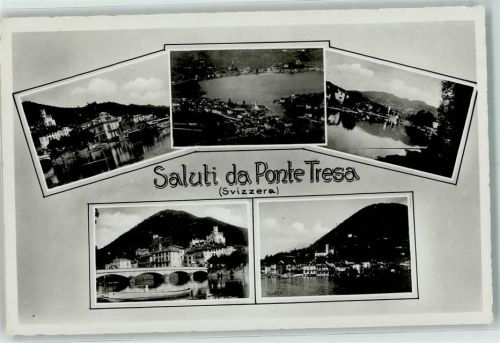 Saluti da Ponte Tresa
(Svizzera)